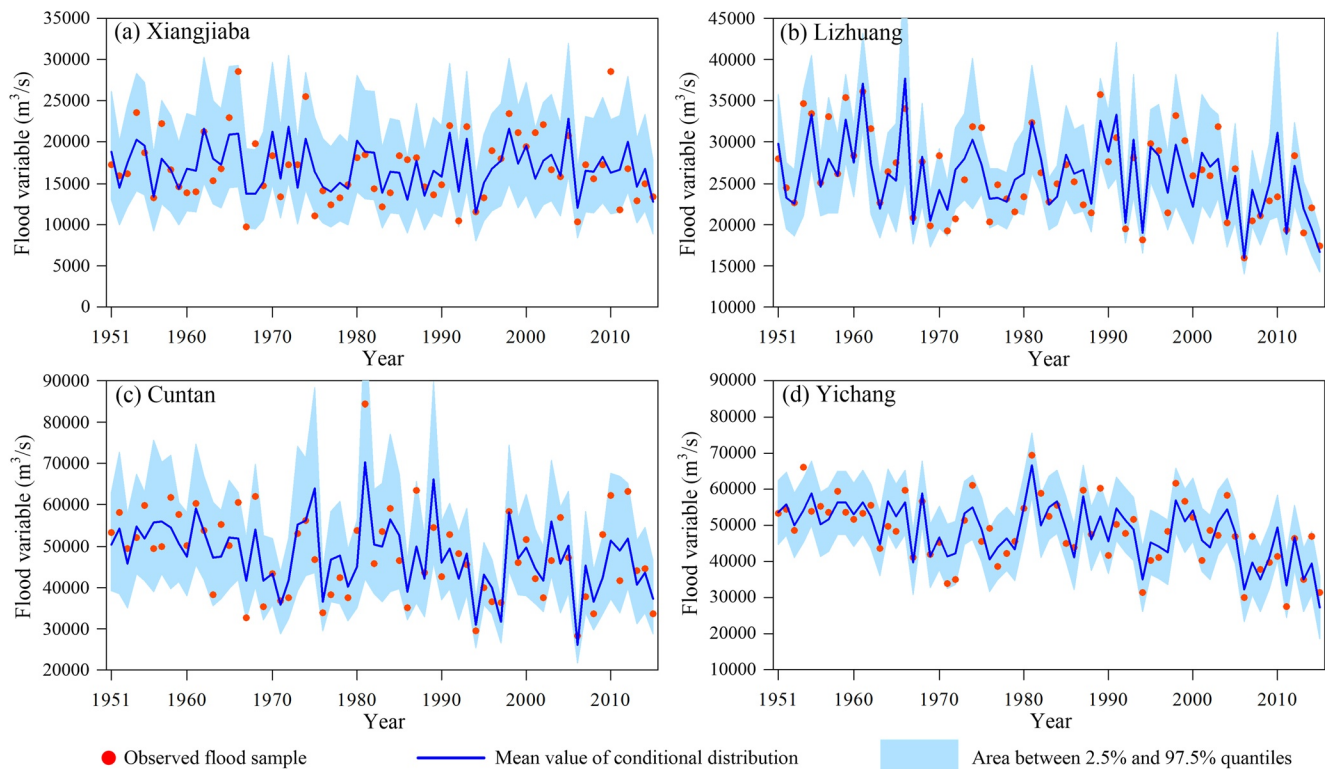 (a) Xiangjiaba
Flood variable (m³/s)
35000
30000
25000
20000
15000
10000
5000
0
1951 1960 1970 1980 1990 2000 2010
Year
(b) Lizhuang
Flood variable (m³/s)
45000
40000
35000
30000
25000
20000
15000
10000
1951 1960 1970 1980 1990 2000 2010
Year
(c) Cuntan
Flood variable (m³/s)
90000
80000
70000
60000
50000
40000
30000
20000
1951 1960 1970 1980 1990 2000 2010
Year
(d) Yichang
Flood variable (m³/s)
90000
80000
70000
60000
50000
40000
30000
20000
10000
1951 1960 1970 1980 1990 2000 2010
Year
Observed flood sample
Mean value of conditional distribution
Area between 2.5% and 97.5% quantiles